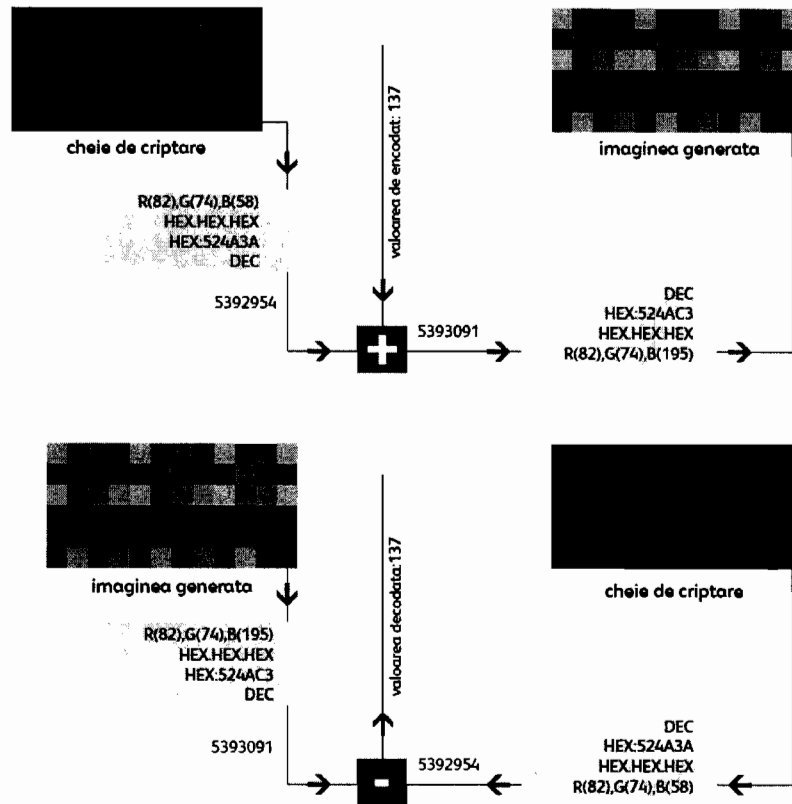 cheie de criptare
imaginea generata
valoarea de encodat: 137
R(82),G(74),B(58)
HEX.HEX.HEX
HEX:524A3A
DEC
5392954
+
5393091
DEC
HEX:524AC3
HEX.HEX.HEX
R(82),G(74),B(195)
imaginea generata
cheie de criptare
valoarea decodata:137
R(82),G(74),B(195)
HEX.HEX.HEX
HEX:524AC3
DEC
5393091
-
5392954
DEC
HEX:524A3A
HEX.HEX.HEX
R(82),G(74),B(58)